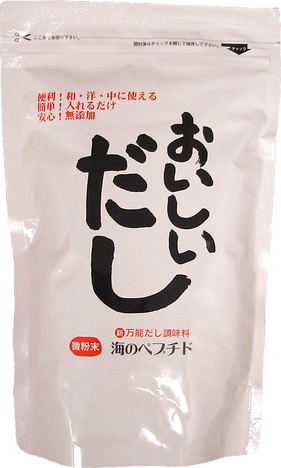 ここからお切り下さい。
開封後はチャックを閉じて保存して下さい。
チャック
便利！和・洋・中に使える
簡単！入れるだけ
安心！無添加
おいしい
だし
新 万能だし調味料
微粉末 海のペプチド